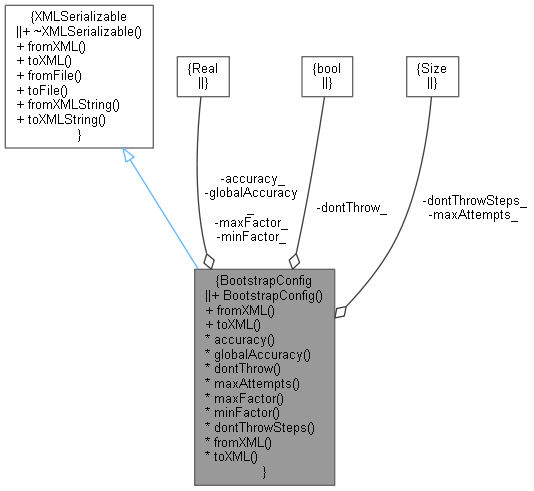 {XMLSerializable
||+ ~XMLSerializable()
+ fromXML()
+ toXML()
+ fromFile()
+ toFile()
+ fromXMLString()
+ toXMLString()
}
{Real
||}
{bool
||}
{Size
||}
-accuracy_
-globalAccuracy
_
-maxFactor_
-minFactor_
-dontThrow_
-dontThrowSteps_
-maxAttempts_
{BootstrapConfig
||+ BootstrapConfig()
+ fromXML()
+ toXML()
* accuracy()
* globalAccuracy()
* dontThrow()
* maxAttempts()
* maxFactor()
* minFactor()
* dontThrowSteps()
* fromXML()
* toXML()
}